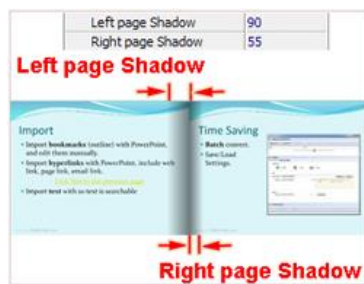 Left page Shadow 90
Right page Shadow 55
Left page Shadow
Import
• Import bookmarks (outline) with PowerPoint,
and edit them manually.
• Import hyperlinks with PowerPoint, include web
link, page link, email link.
• Import text with so text is searchable
Time Saving
• Batch convert.
• Save/Load
Settings.
Right page Shadow